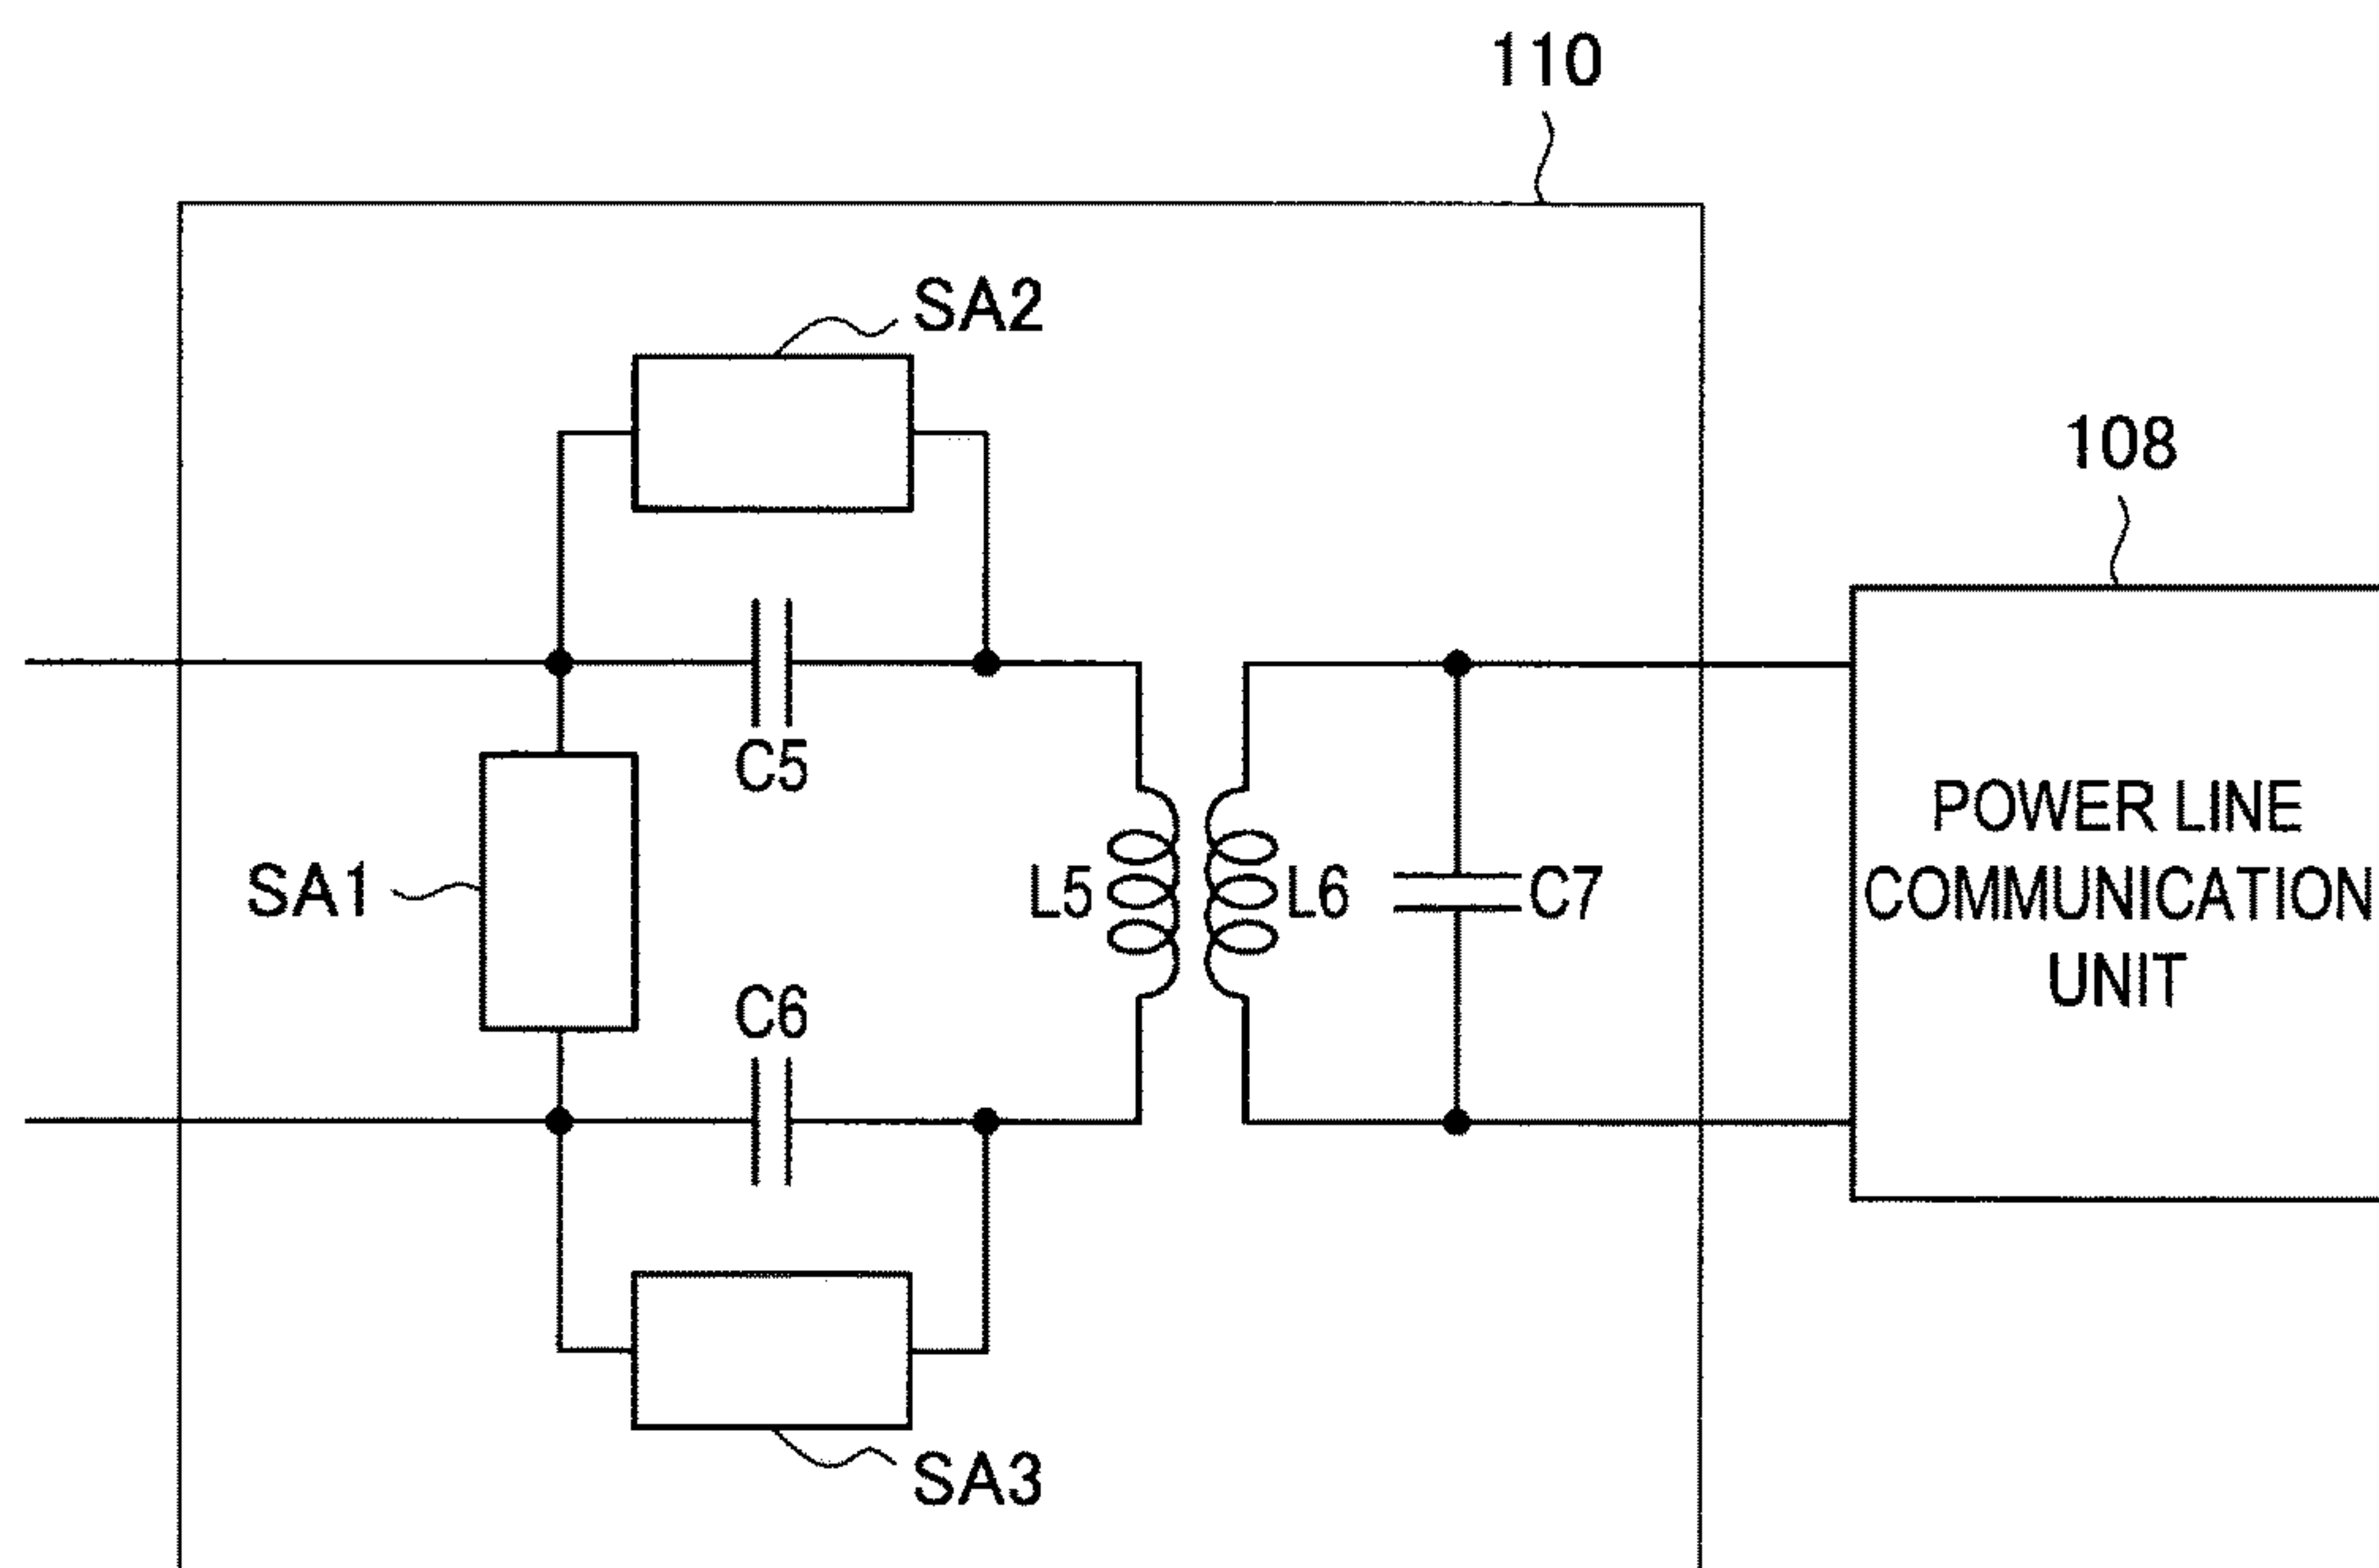 110
SA2
108
C5
SA1
L5
L6
C7
POWER LINE
COMMUNICATION
UNIT
C6
SA3